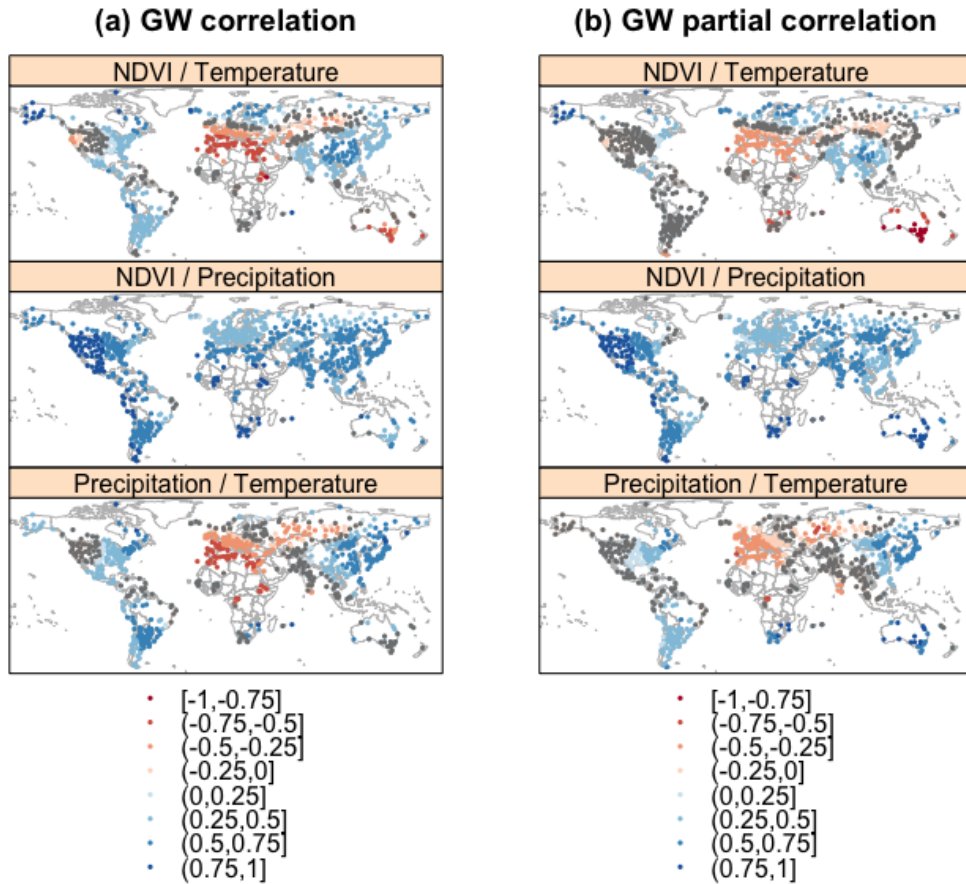 (a) GW correlation
NDVI / Temperature
NDVI / Precipitation
Precipitation / Temperature
[-1,-0.75]
(-0.75,-0.5]
(-0.5,-0.25]
(-0.25,0]
(0,0.25]
(0.25,0.5]
(0.5,0.75]
(0.75,1]
(b) GW partial correlation
NDVI / Temperature
NDVI / Precipitation
Precipitation / Temperature
[-1,-0.75]
(-0.75,-0.5]
(-0.5,-0.25]
(-0.25,0]
(0,0.25]
(0.25,0.5]
(0.5,0.75]
(0.75,1]